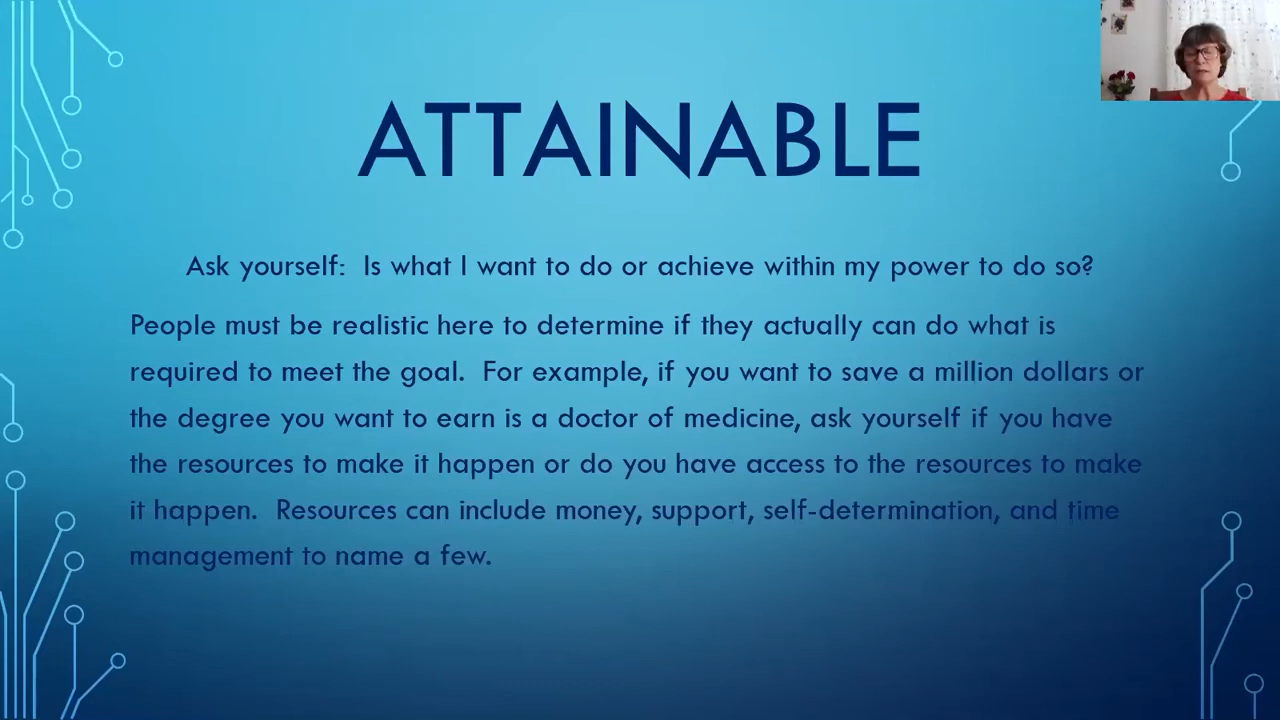 ATTAINABLE
Ask yourself:  Is what I want to do or achieve within my power to do so?
People must be realistic here to determine if they actually can do what is
required to meet the goal.  For example, if you want to save a million dollars or
the degree you want to earn is a doctor of medicine, ask yourself if you have
the resources to make it happen or do you have access to the resources to make
it happen.  Resources can include money, support, self-determination, and time
management to name a few.